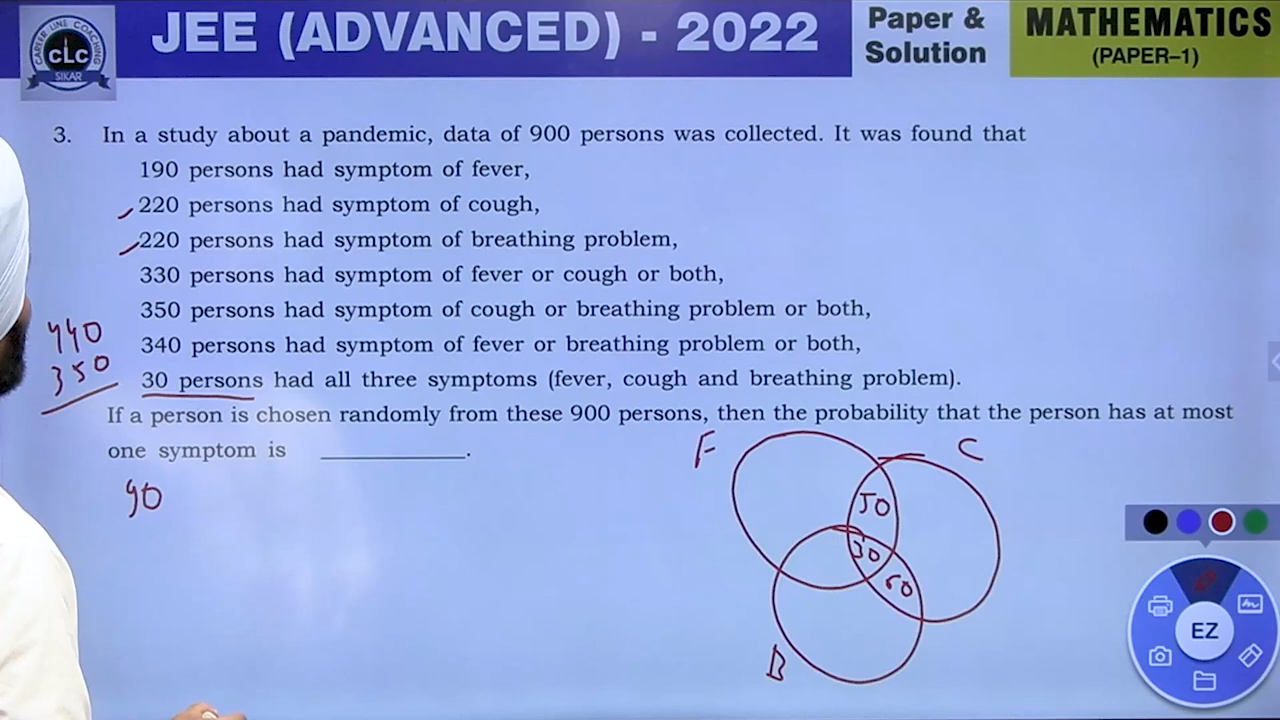 CAREER LINE COACHING
CLC
SIKAR
JEE (ADVANCED) - 2022
Paper &
Solution
MATHEMATICS
(PAPER–1)
3. In a study about a pandemic, data of 900 persons was collected. It was found that
190 persons had symptom of fever,
220 persons had symptom of cough,
220 persons had symptom of breathing problem,
330 persons had symptom of fever or cough or both,
350 persons had symptom of cough or breathing problem or both,
340 persons had symptom of fever or breathing problem or both,
30 persons had all three symptoms (fever, cough and breathing problem).
If a person is chosen randomly from these 900 persons, then the probability that the person has at most
one symptom is ____________.
440
350
90
F
C
50
30
60
B
EZ